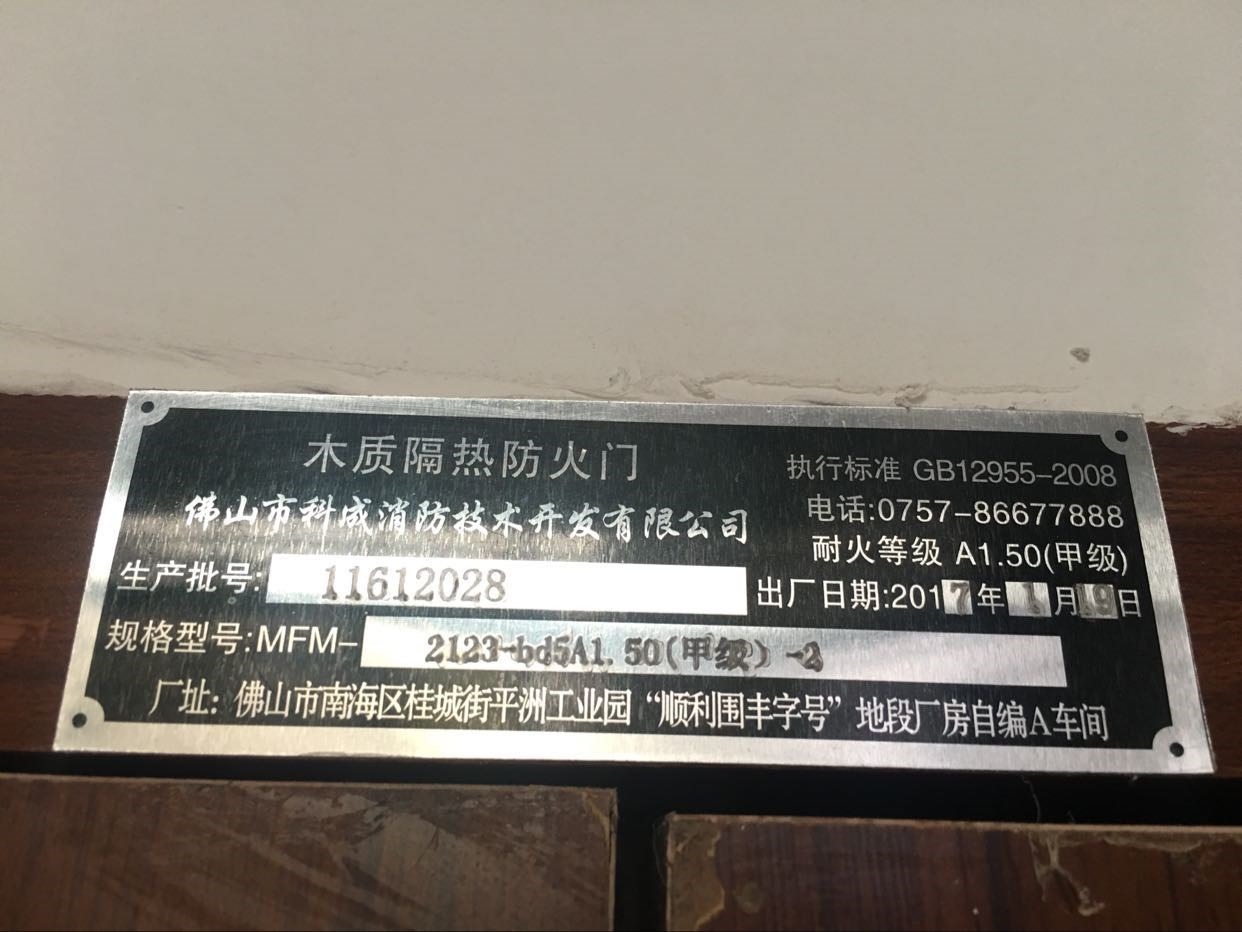 木质隔热防火门
佛山市科成消防技术开发有限公司
执行标准 GB12955-2008
电话:0757-86677888
耐火等级 A1.50(甲级)
生产批号: 11612028
出厂日期:2017年1月19日
规格型号:MFM- 2123-bd5A1.50(甲级)-2
厂址: 佛山市南海区桂城街平洲工业园“顺利围丰字号”地段厂房自编A车间